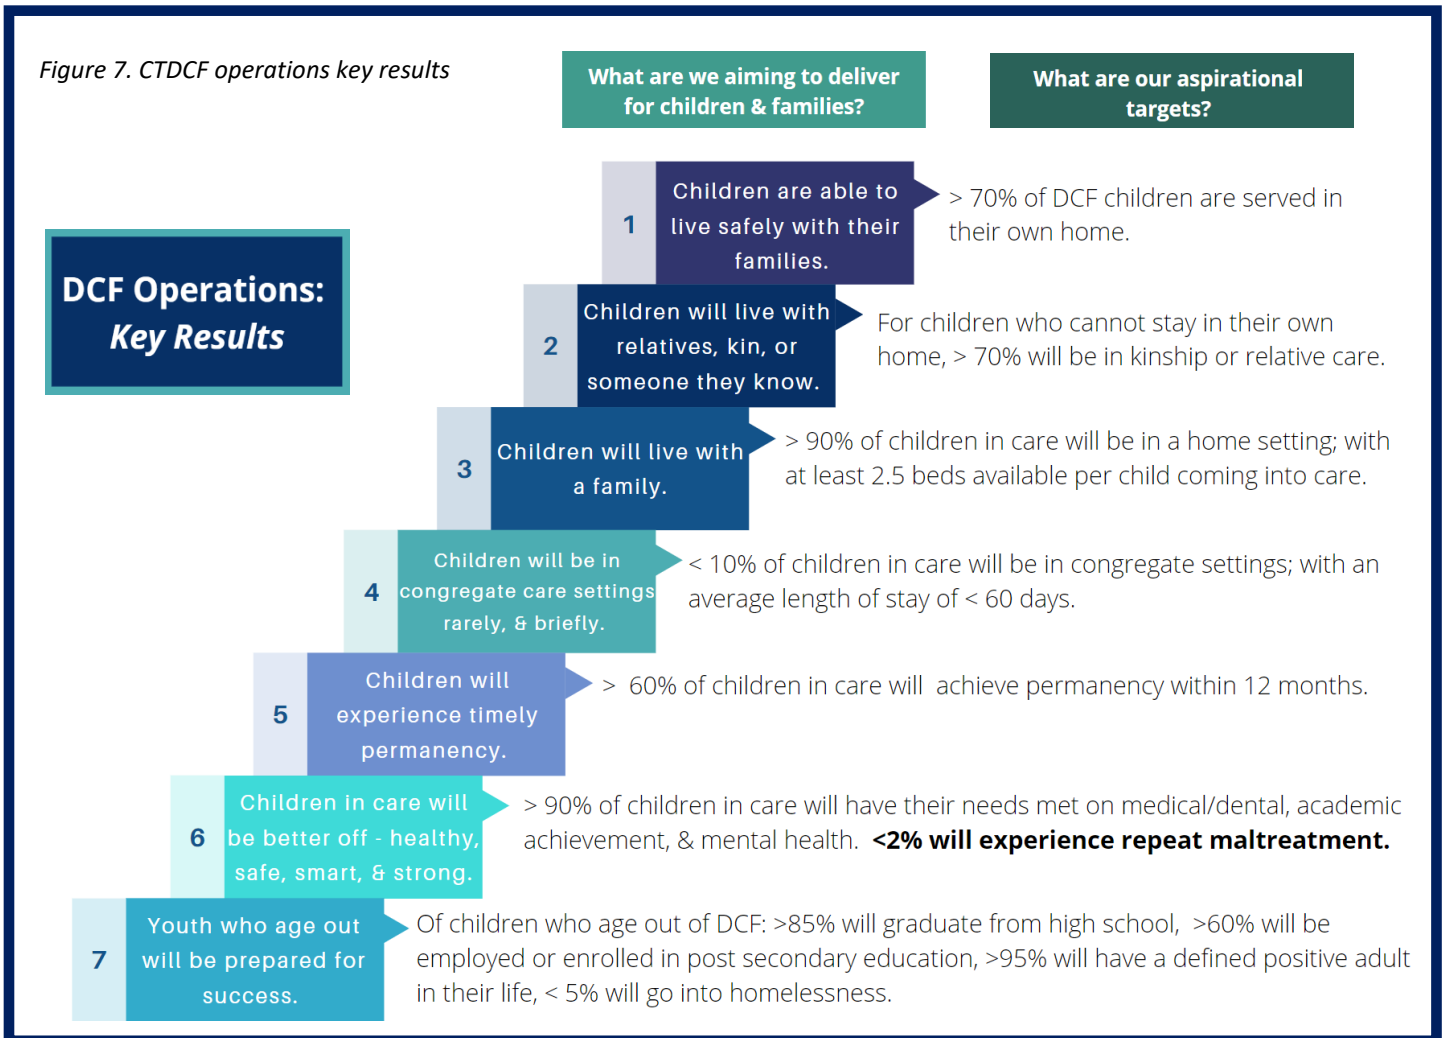 Figure 7. CTDCF operations key results
What are we aiming to deliver
for children & families?
What are our aspirational
targets?
DCF Operations:
Key Results
1
Children are able to
live safely with their
families.
> 70% of DCF children are served in
their own home.
2
Children will live with
relatives, kin, or
someone they know.
For children who cannot stay in their own
home, > 70% will be in kinship or relative care.
3
Children will live with
a family.
> 90% of children in care will be in a home setting; with
at least 2.5 beds available per child coming into care.
4
Children will be in
congregate care settings
rarely, & briefly.
< 10% of children in care will be in congregate settings; with an
average length of stay of < 60 days.
5
Children will
experience timely
permanency.
> 60% of children in care will achieve permanency within 12 months.
6
Children in care will
be better off - healthy,
safe, smart, & strong.
> 90% of children in care will have their needs met on medical/dental, academic
achievement, & mental health. <2% will experience repeat maltreatment.
7
Youth who age out
will be prepared for
success.
Of children who age out of DCF: >85% will graduate from high school, >60% will be
employed or enrolled in post secondary education, >95% will have a defined positive adult
in their life, < 5% will go into homelessness.